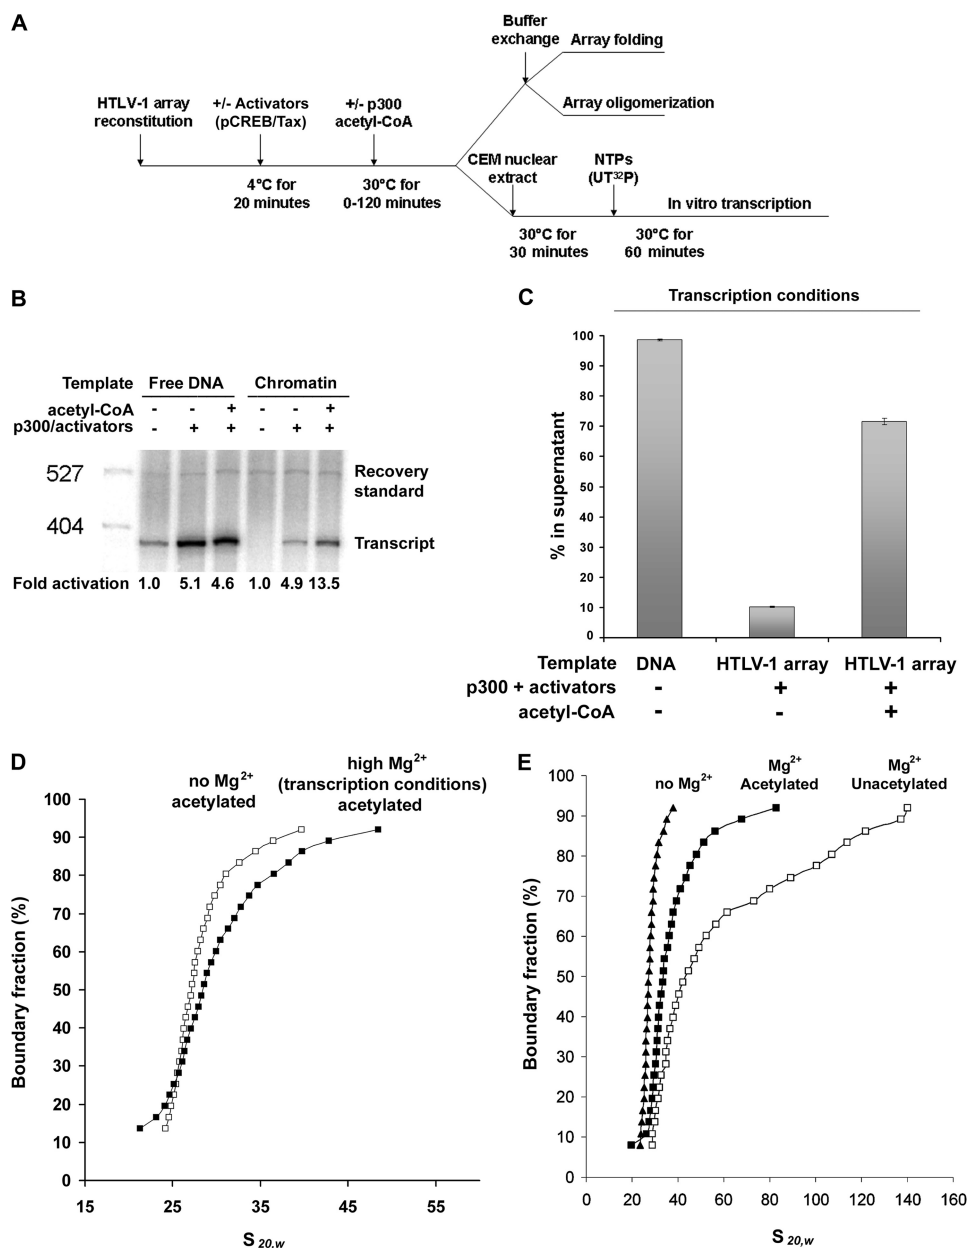 A
Buffer
exchange
Array folding
HTLV-1 array
reconstitution
+/- Activators
(pCREB/Tax)
+/- p300
acetyl-CoA
Array oligomerization
4°C for
20 minutes
30°C for
0-120 minutes
CEM nuclear
extract
NTPs
(UT³²P)
In vitro transcription
30°C for
30 minutes
30°C for
60 minutes
B
Template Free DNA Chromatin
acetyl-CoA - - + - - +
p300/activators - + + - + +
527
Recovery
standard
404
Transcript
Fold activation 1.0 5.1 4.6 1.0 4.9 13.5
C
Transcription conditions
% in supernatant
100
90
80
70
60
50
40
30
20
10
0
Template DNA HTLV-1 array HTLV-1 array
p300 + activators - + +
acetyl-CoA - - +
D
no Mg²⁺
acetylated
high Mg²⁺
(transcription conditions)
acetylated
Boundary fraction (%)
100
90
80
70
60
50
40
30
20
10
0
15 25 35 45 55
S 20.w
E
no Mg²⁺
Mg²⁺
Acetylated
Mg²⁺
Unacetylated
Boundary fraction (%)
100
90
80
70
60
50
40
30
20
10
0
0 20 40 60 80 100 120 140 160
S 20,w